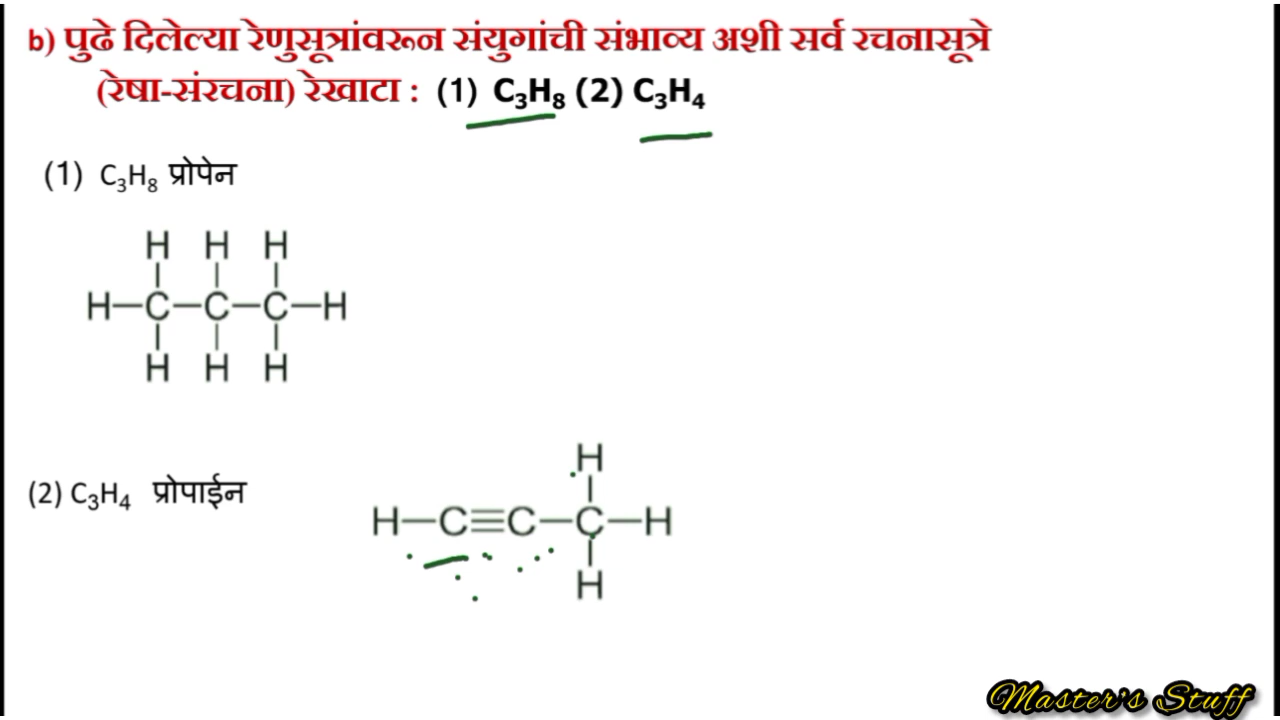 b) पुढे दिलेल्या रेणुसूत्रांवरून संयुगांची संभाव्य अशी सर्व रचनासूत्रे
(रेषा-संरचना) रेखाटा : (1) C₃H₈ (2) C₃H₄
(1) C₃H₈ प्रोपेन
H H H
H—C—C—C—H
H H H
H
(2) C₃H₄ प्रोपाईन
H—C≡C—C—H
H
Master's Stuff